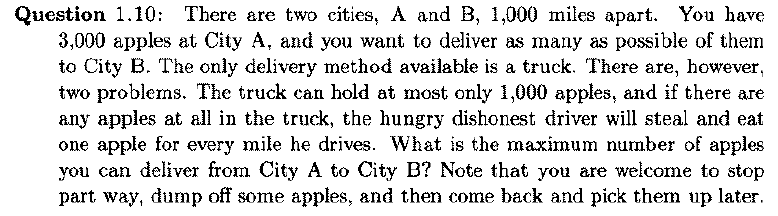 Question 1.10: There are two cities, A and B, 1,000 miles apart. You have
3,000 apples at City A, and you want to deliver as many as possible of them
to City B. The only delivery method available is a truck. There are, however,
two problems. The truck can hold at most only 1,000 apples, and if there are
any apples at all in the truck, the hungry dishonest driver will steal and eat
one apple for every mile he drives. What is the maximum number of apples
you can deliver from City A to City B? Note that you are welcome to stop
part way, dump off some apples, and then come back and pick them up later.